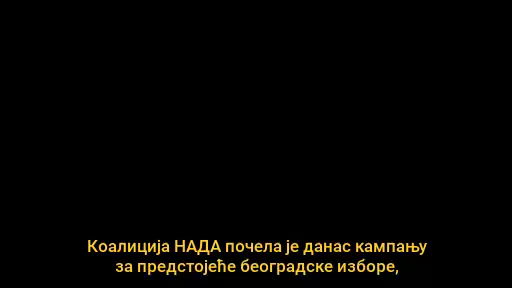 Коалиција НАДА почела је данас кампању
за предстојеће београдске изборе,